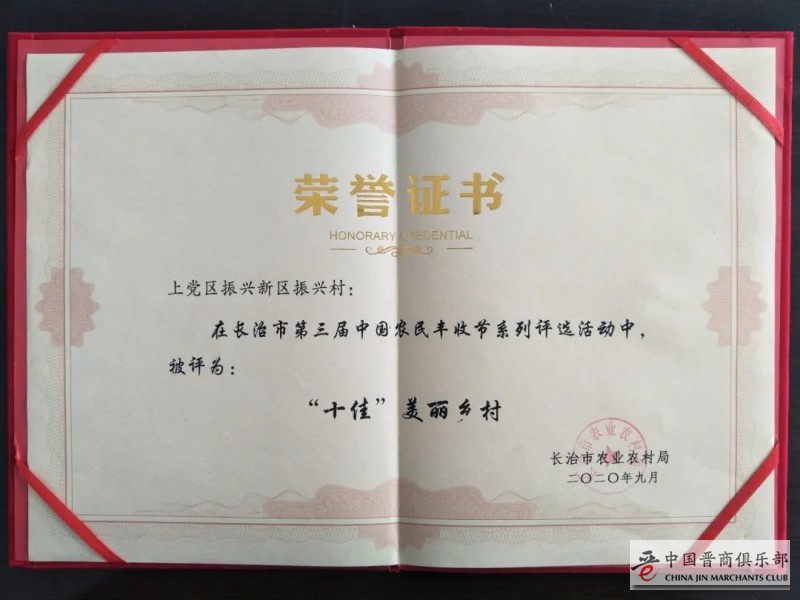 荣誉证书
HONORARY CREDENTIAL
上党区振兴新区振兴村：
在长治市第三届中国农民丰收节系列评选活动中，
被评为：
“十佳”美丽乡村
长治市农业农村局
二〇二〇年九月
中国晋商俱乐部
CHINA JIN MARCHANTS CLUB